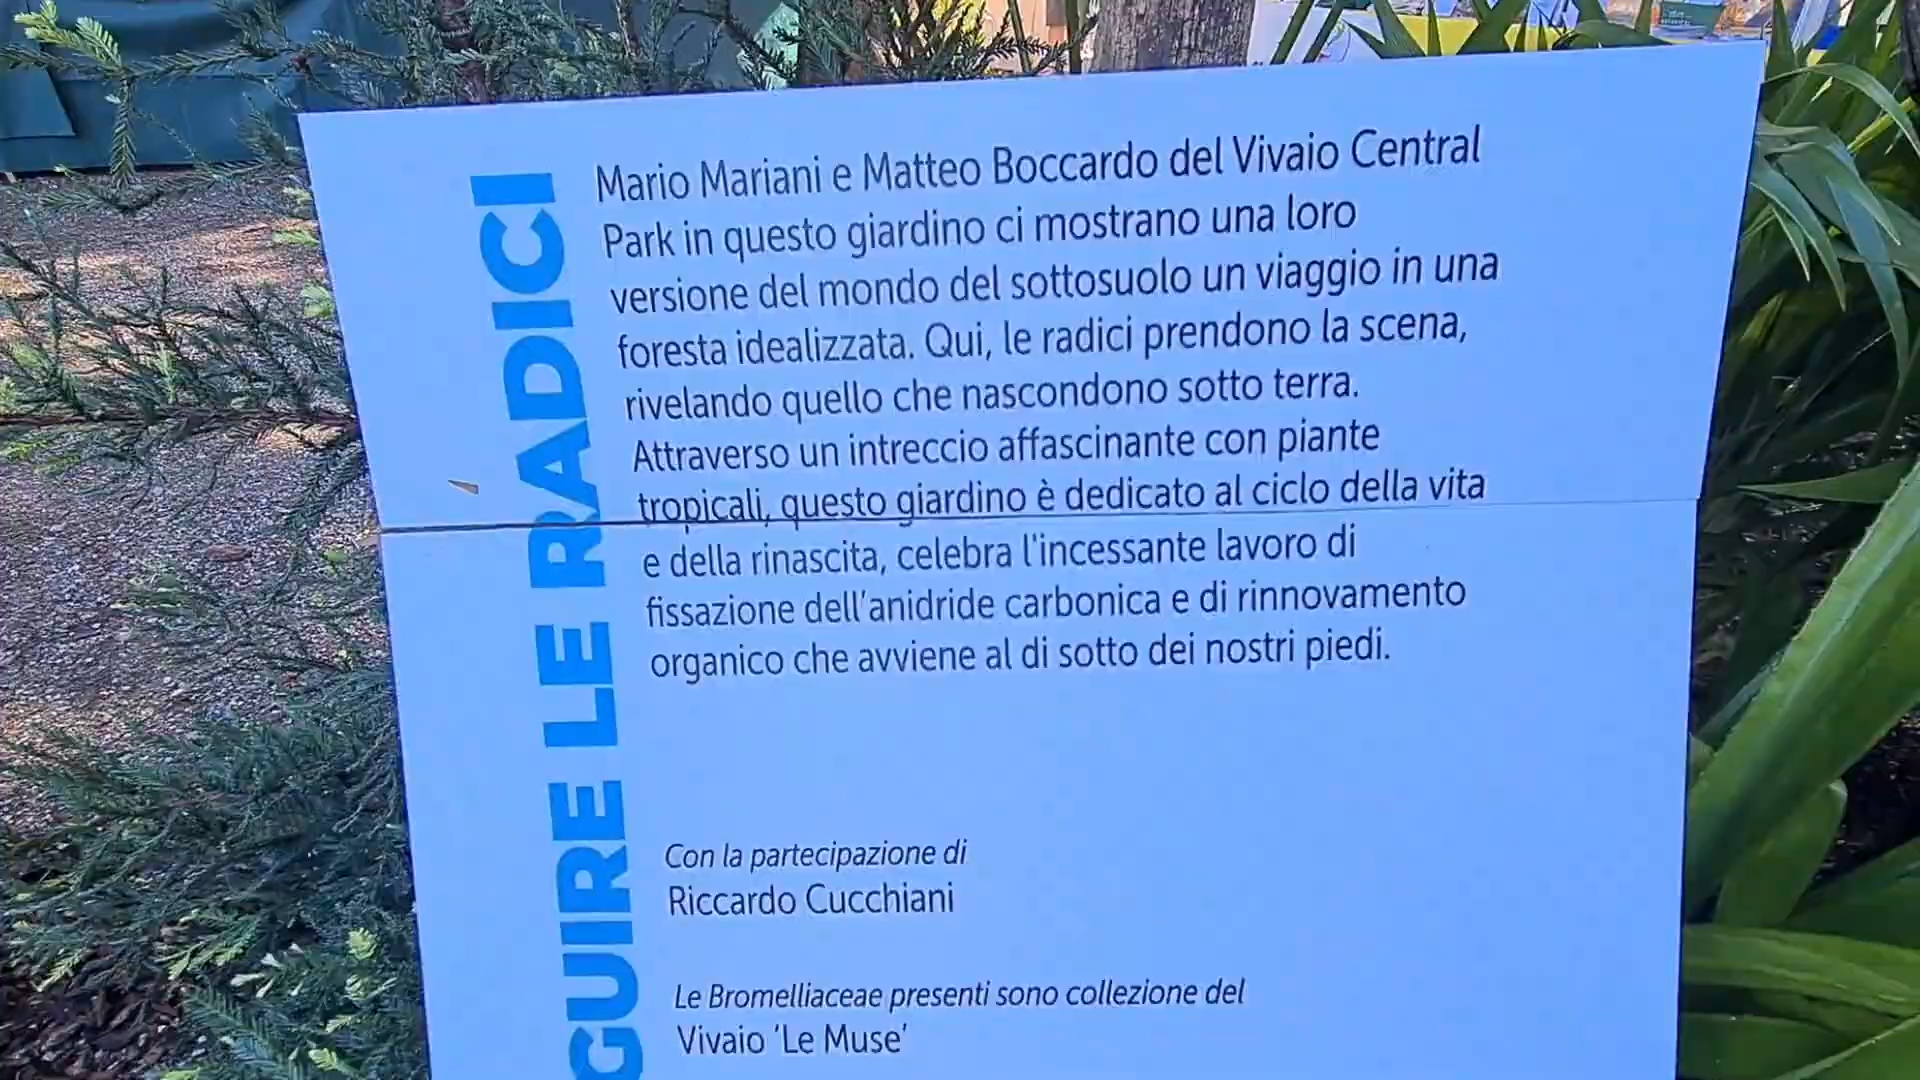 GUIRE LE RADICI
Mario Mariani e Matteo Boccardo del Vivaio Central
Park in questo giardino ci mostrano una loro
versione del mondo del sottosuolo un viaggio in una
foresta idealizzata. Qui, le radici prendono la scena,
rivelando quello che nascondono sotto terra.
Attraverso un intreccio affascinante con piante
tropicali, questo giardino è dedicato al ciclo della vita
e della rinascita, celebra l'incessante lavoro di
fissazione dell'anidride carbonica e di rinnovamento
organico che avviene al di sotto dei nostri piedi.
Con la partecipazione di
Riccardo Cucchiani
Le Bromelliaceae presenti sono collezione del
Vivaio 'Le Muse'